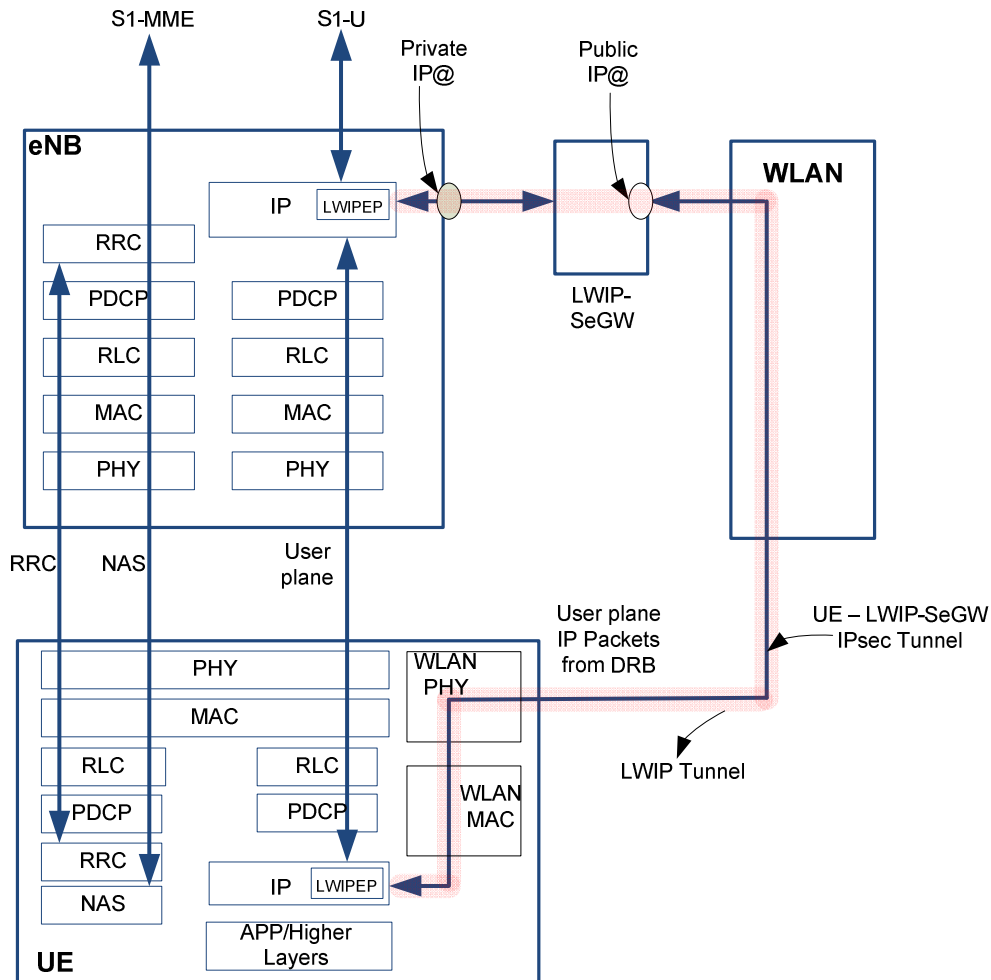 S1-MME
S1-U
Private
IP@
Public
IP@
eNB
WLAN
IP
LWIPEP
RRC
PDCP
PDCP
LWIP-
SeGW
RLC
RLC
MAC
MAC
PHY
PHY
RRC
NAS
User
plane
User plane
IP Packets
from DRB
UE – LWIP-SeGW
IPsec Tunnel
PHY
WLAN
PHY
MAC
RLC
RLC
LWIP Tunnel
PDCP
PDCP
WLAN
MAC
RRC
IP
LWIPEP
NAS
APP/Higher
Layers
UE